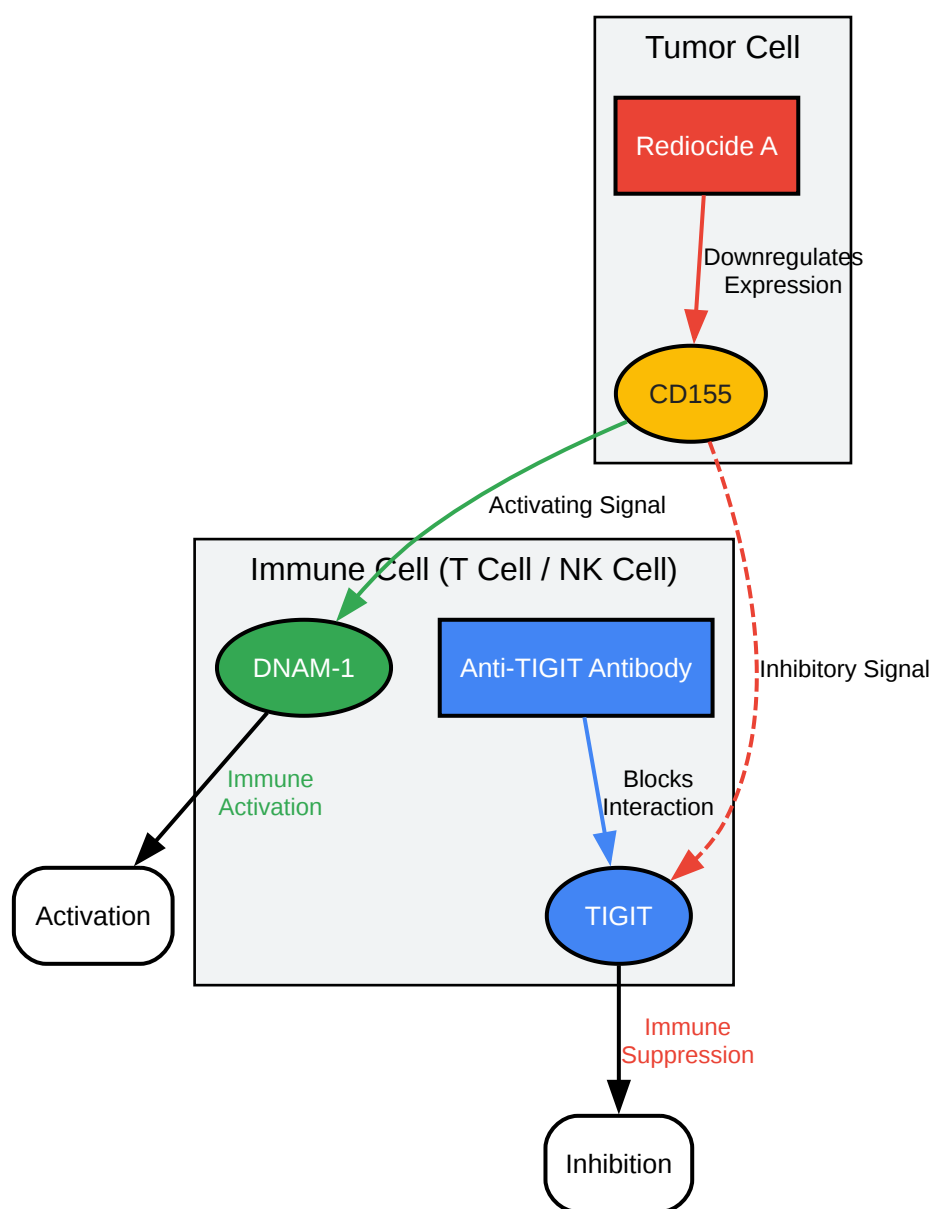 Tumor Cell
Rediocide A
Downregulates
Expression
CD155
Activating Signal
Immune Cell (T Cell / NK Cell)
DNAM-1
Anti-TIGIT Antibody
Inhibitory Signal
Immune
Activation
Blocks
Interaction
Activation
TIGIT
Immune
Suppression
Inhibition